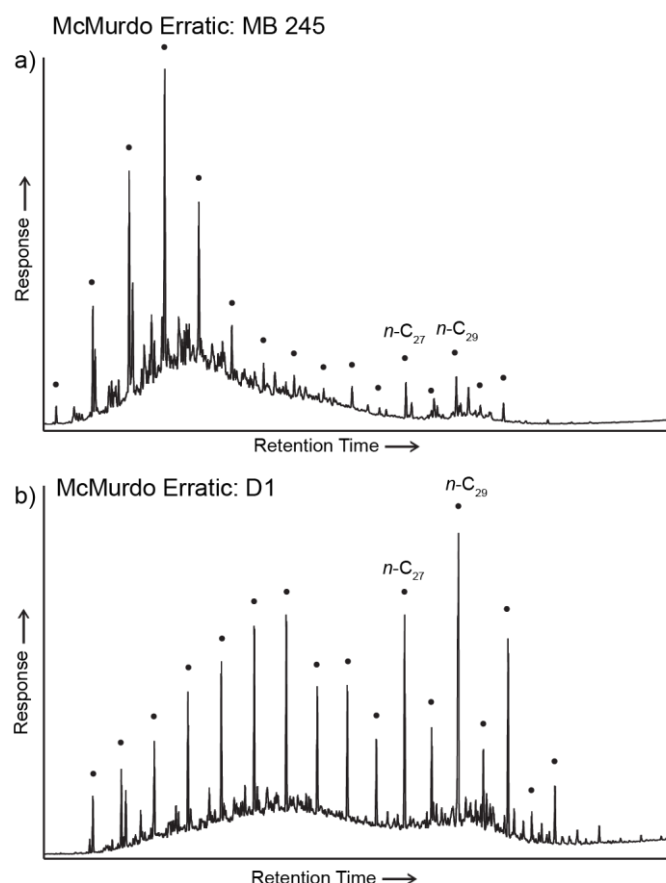 McMurdo Erratic: MB 245
a)
Response →
n-C₂₇
n-C₂₉
Retention Time →
b)
McMurdo Erratic: D1
Response →
n-C₂₉
n-C₂₇
Retention Time →